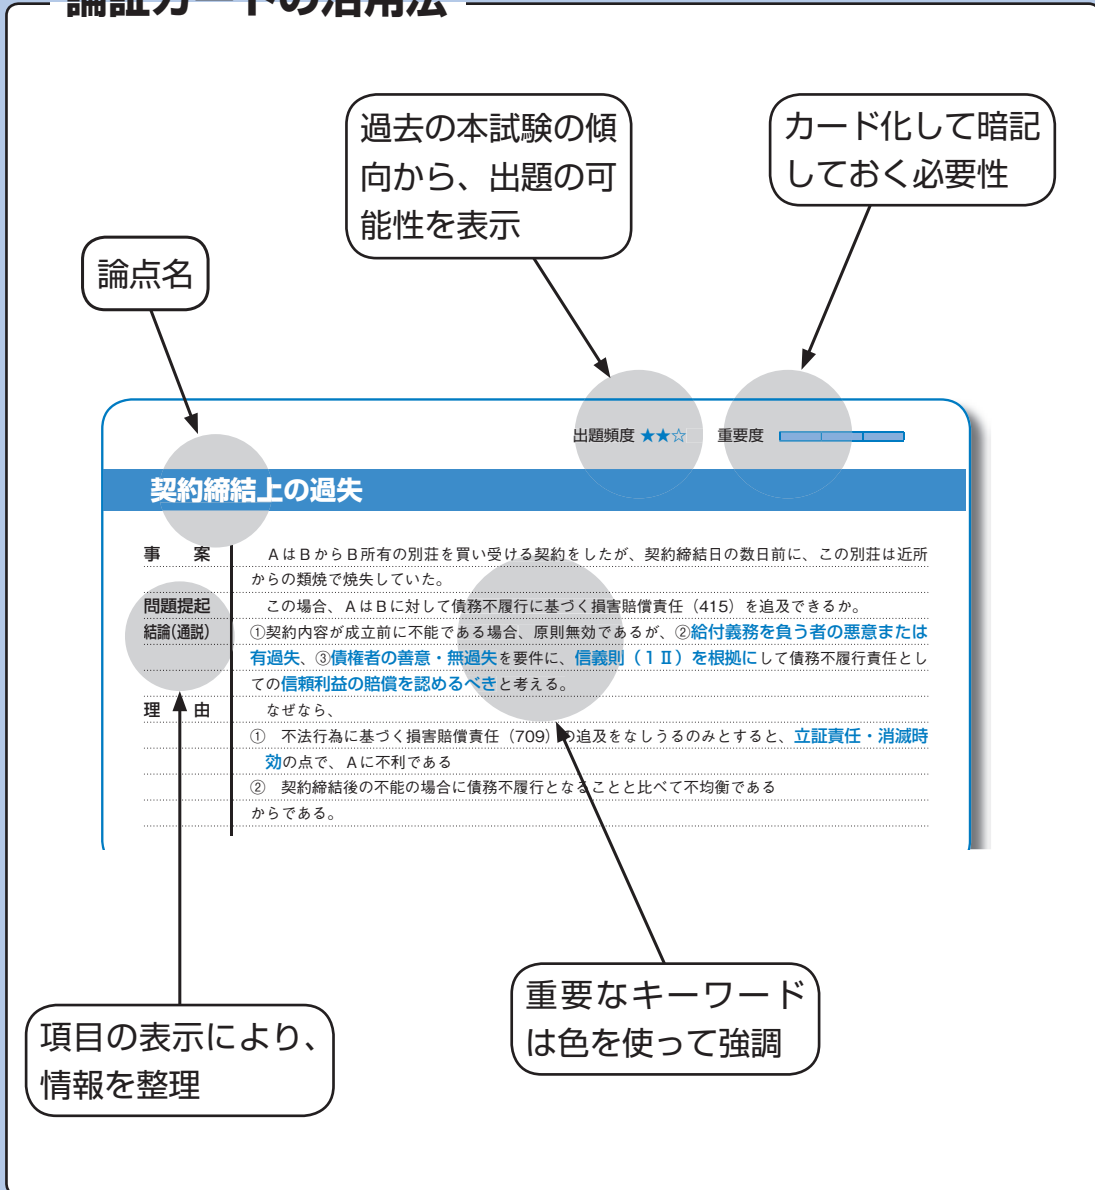 論証カードの活用法
過去の本試験の傾
向から、出題の可
能性を表示
カード化して暗記
しておく必要性
論点名
出題頻度 ★★☆ 重要度
契約締結上の過失
事 案 AはBからB所有の別荘を買い受ける契約をしたが、契約締結日の数日前に、この別荘は近所
からの類焼で焼失していた。
問題提起 この場合、AはBに対して債務不履行に基づく損害賠償責任（415）を追及できるか。
結論(通説) ①契約内容が成立前に不能である場合、原則無効であるが、②給付義務を負う者の悪意または
有過失、③債権者の善意・無過失を要件に、信義則（1Ⅱ）を根拠にして債務不履行責任とし
ての信頼利益の賠償を認めるべきと考える。
理 由 なぜなら、
① 不法行為に基づく損害賠償責任（709）の追及をなしうるのみとすると、立証責任・消滅時
効の点で、Aに不利である
② 契約締結後の不能の場合に債務不履行となることと比べて不均衡である
からである。
項目の表示により、
情報を整理
重要なキーワード
は色を使って強調